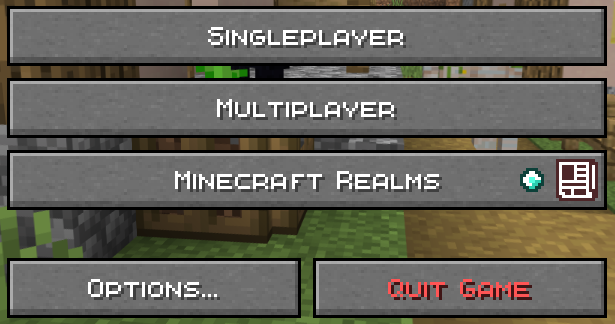 Singleplayer
Multiplayer
Minecraft Realms
Options...
Quit Game